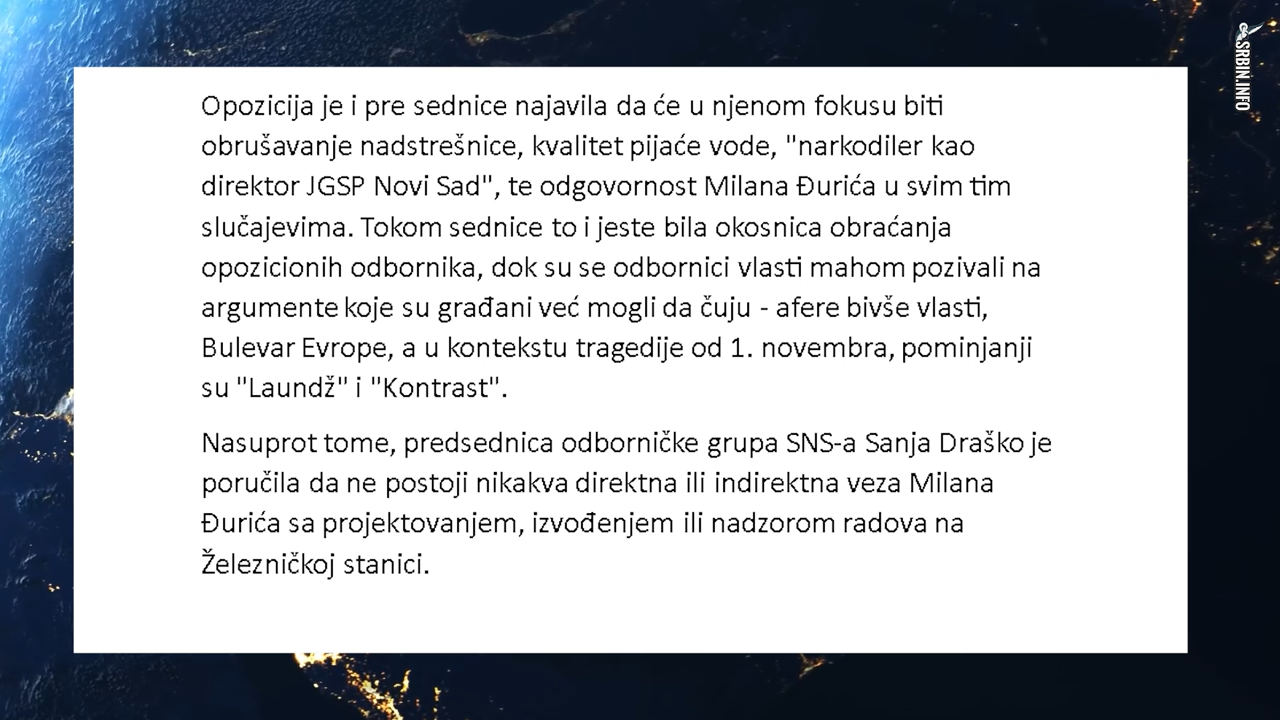 Opozicija je i pre sednice najavila da će u njenom fokusu biti
obrušavanje nadstrešnice, kvalitet pijaće vode, "narkodiler kao
direktor JGSP Novi Sad", te odgovornost Milana Đurića u svim tim
slučajevima. Tokom sednice to i jeste bila okosnica obraćanja
opozicionih odbornika, dok su se odbornici vlasti mahom pozivali na
argumente koje su građani već mogli da čuju - afere bivše vlasti,
Bulevar Evrope, a u kontekstu tragedije od 1. novembra, pominjanji
su "Laundž" i "Kontrast".
Nasuprot tome, predsednica odborničke grupa SNS-a Sanja Draško je
poručila da ne postoji nikakva direktna ili indirektna veza Milana
Đurića sa projektovanjem, izvođenjem ili nadzorom radova na
Železničkoj stanici.
SRBIN.INFO